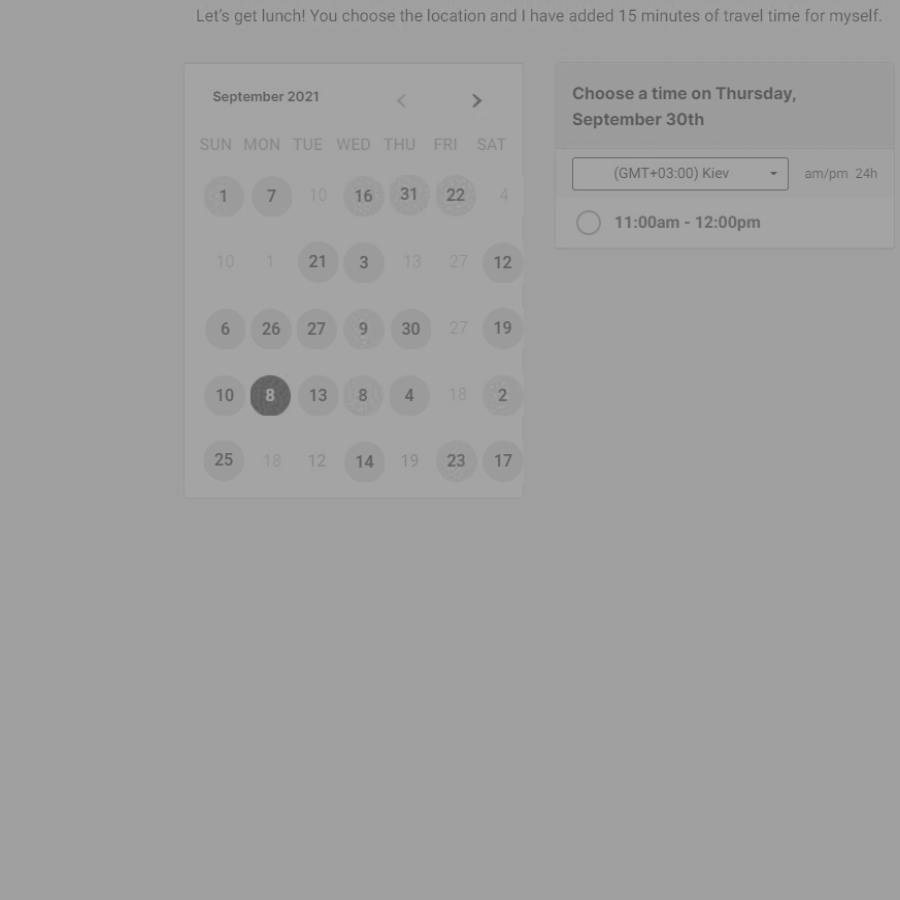 Let's get lunch! You choose the location and I have added 15 minutes of travel time for myself.
September 2021
SUN MON TUE WED THU FRI SAT
1 7 10 16 31 22 4
10 1 21 3 13 27 12
6 26 27 9 30 27 19
10 8 13 8 4 18 2
25 18 12 14 19 23 17
Choose a time on Thursday,
September 30th
(GMT+03:00) Kiev am/pm 24h
11:00am - 12:00pm